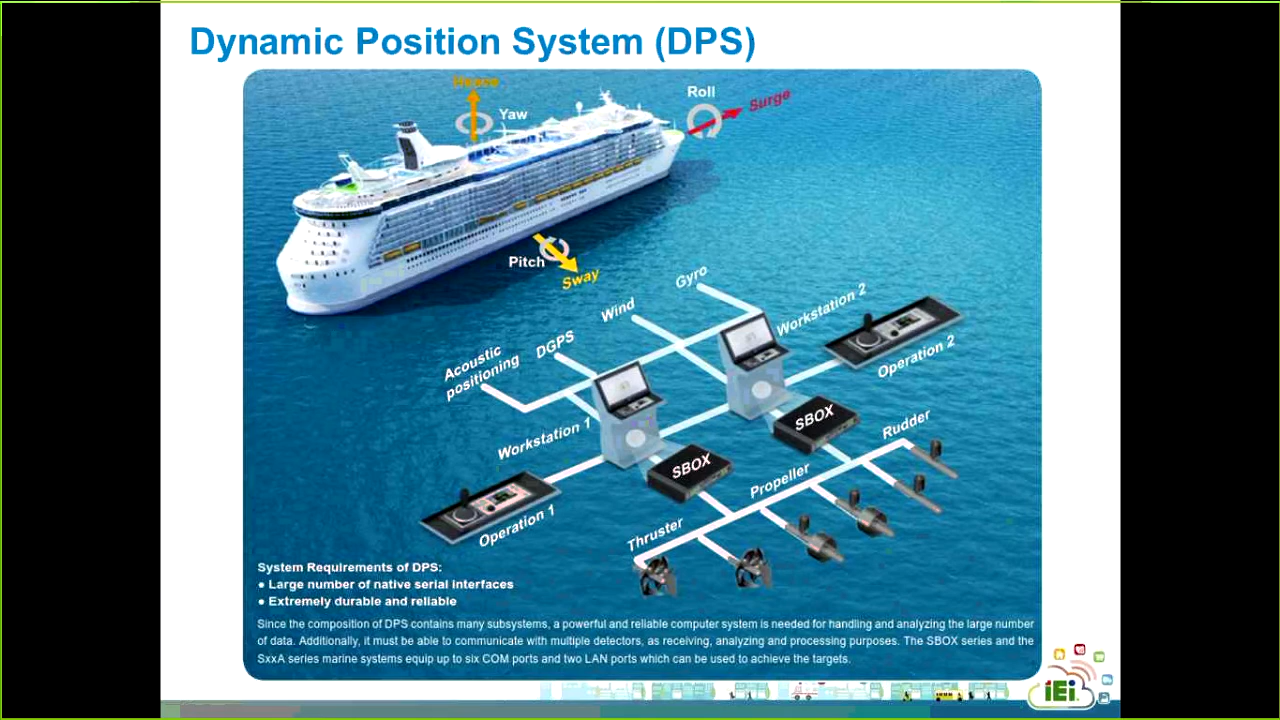 Dynamic Position System (DPS)
Heave
Yaw
Roll
Surge
Pitch
Sway
Gyro
Wind
DGPS
Acoustic
positioning
Workstation 2
Operation 2
Workstation 1
SBOX
SBOX
Rudder
Propeller
Operation 1
Thruster
System Requirements of DPS:
● Large number of native serial interfaces
● Extremely durable and reliable
Since the composition of DPS contains many subsystems, a powerful and reliable computer system is needed for handling and analyzing the large number
of data. Additionally, it must be able to communicate with multiple detectors, as receiving, analyzing and processing purposes. The SBOX series and the
SxxA series marine systems equip up to six COM ports and two LAN ports which can be used to achieve the targets.
iEi